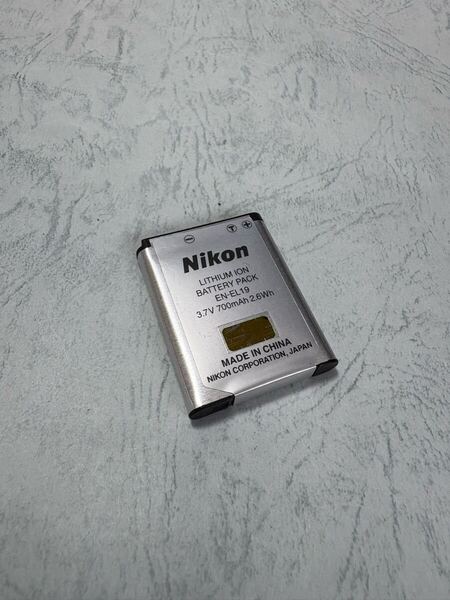 ⊖ T ⊕
Nikon
LITHIUM ION
BATTERY PACK
EN-EL19
3.7V 700mAh 2.6Wh
MADE IN CHINA
NIKON CORPORATION, JAPAN